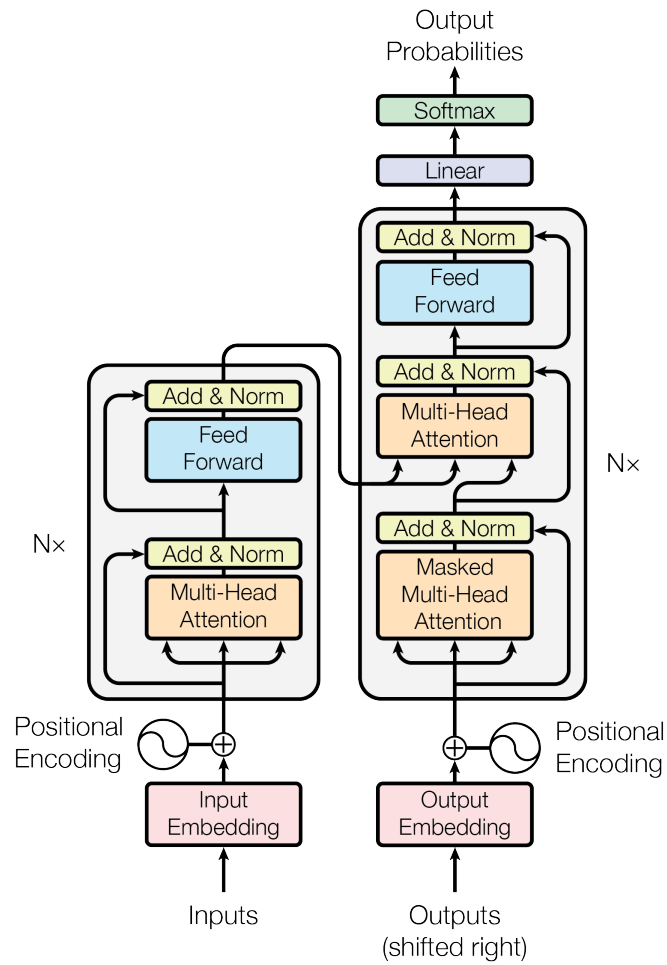 Output
Probabilities
Softmax
Linear
Add & Norm
Feed
Forward
Add & Norm
Multi-Head
Attention
Nx
Add & Norm
Masked
Multi-Head
Attention
Add & Norm
Feed
Forward
N×
Add & Norm
Multi-Head
Attention
Positional
Encoding
Positional
Encoding
Input
Embedding
Output
Embedding
Inputs
Outputs
(shifted right)